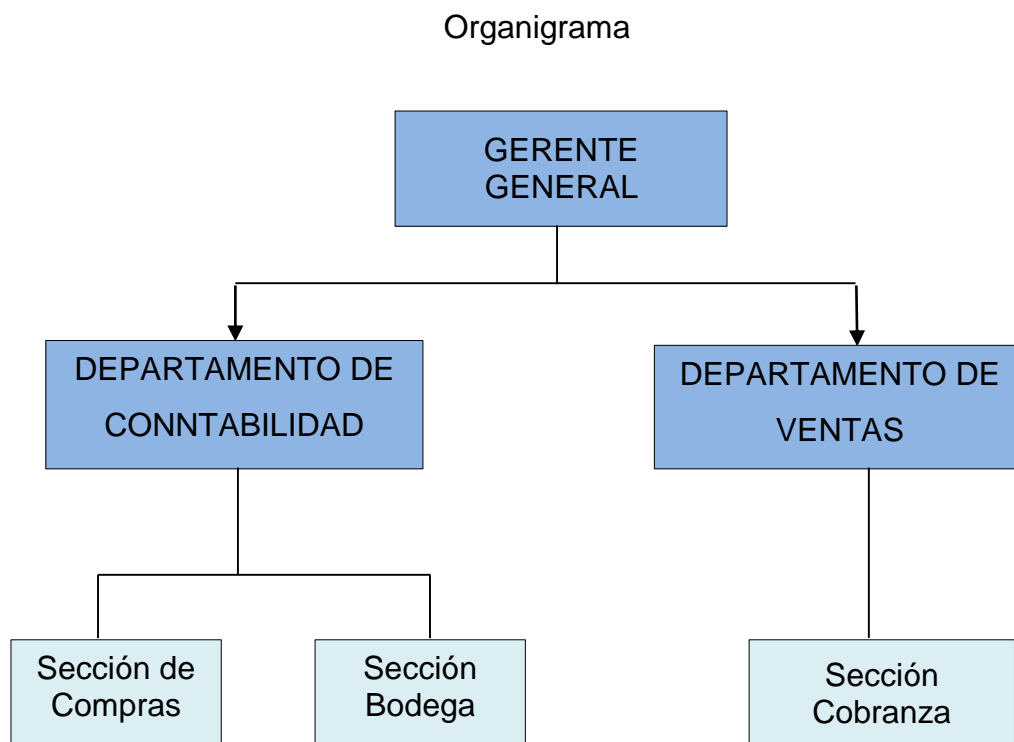 Organigrama
GERENTE
GENERAL
DEPARTAMENTO DE
CONNTABILIDAD
DEPARTAMENTO DE
VENTAS
Sección de
Compras
Sección
Bodega
Sección
Cobranza